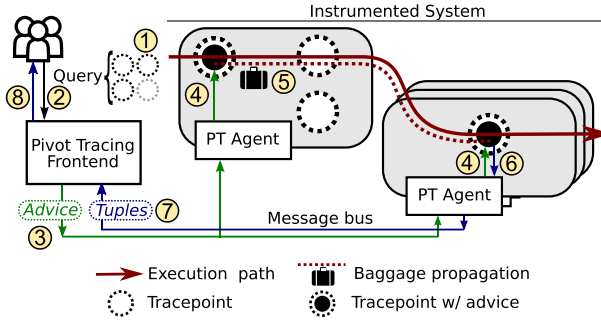 Instrumented System
1
Query
8
2
4
5
Pivot Tracing
Frontend
PT Agent
4
6
PT Agent
Advice
Tuples
7
3
Message bus
Execution path
Baggage propagation
Tracepoint
Tracepoint w/ advice